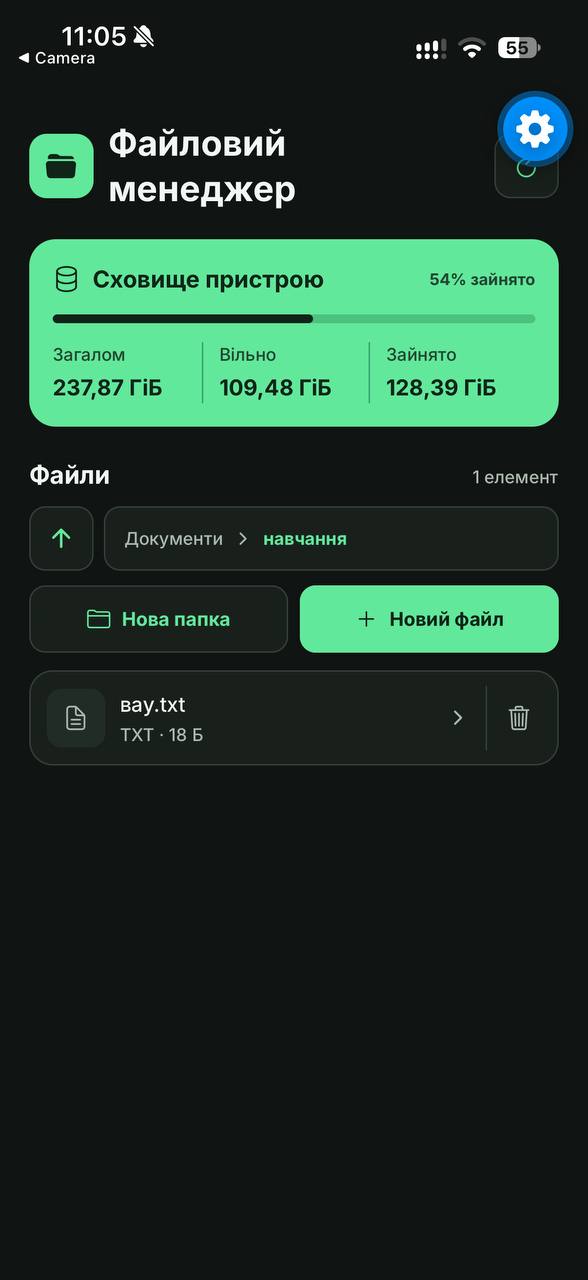 11:05
◀ Camera
55
Файловий
менеджер
Сховище пристрою
54% зайнято
Загалом
Вільно
Зайнято
237,87 ГіБ
109,48 ГіБ
128,39 ГіБ
Файли
1 елемент
Документи > навчання
Нова папка
+ Новий файл
вау.txt
TXT · 18 Б